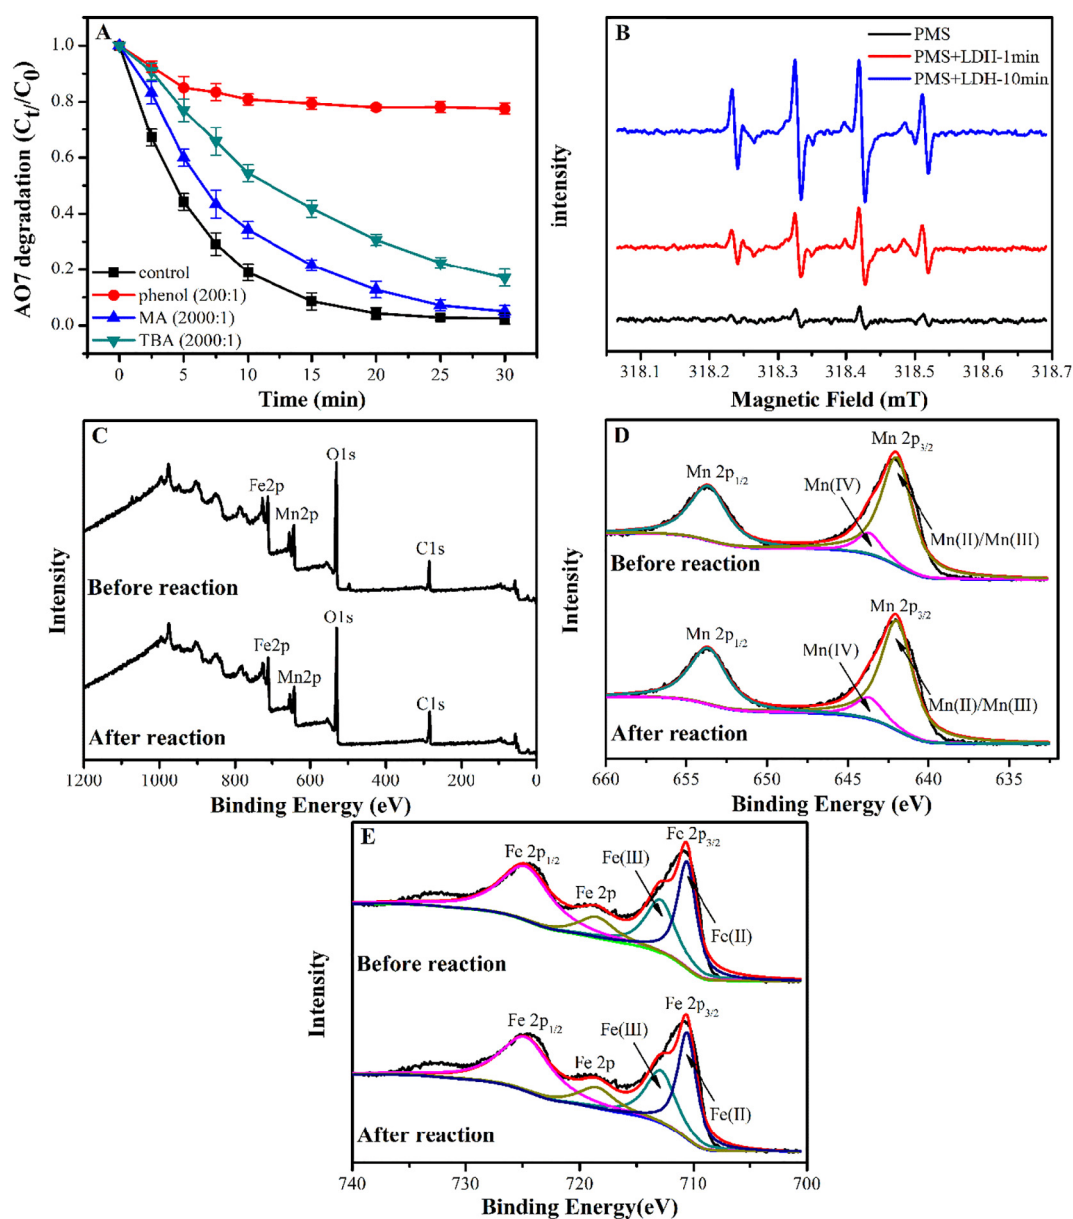 A
AO7 degradation (Ct/C0)
1.0
0.8
0.6
0.4
0.2
0.0
control
phenol (200:1)
MA (2000:1)
TBA (2000:1)
0 5 10 15 20 25 30
Time (min)
B
intensity
PMS
PMS+LDH-1min
PMS+LDH-10min
318.1 318.2 318.3 318.4 318.5 318.6 318.7
Magnetic Field (mT)
C
Intensity
O1s
Fe2p
Mn2p
C1s
Before reaction
O1s
Fe2p
Mn2p
C1s
After reaction
1200 1000 800 600 400 200 0
Binding Energy (eV)
D
Intensity
Mn 2p3/2
Mn 2p1/2
Mn(IV)
Mn(II)/Mn(III)
Before reaction
Mn 2p3/2
Mn 2p1/2
Mn(IV)
Mn(II)/Mn(III)
After reaction
660 655 650 645 640 635
Binding Energy (eV)
E
Intensity
Fe 2p3/2
Fe 2p1/2
Fe(III)
Fe 2p
Fe(II)
Before reaction
Fe 2p3/2
Fe 2p1/2
Fe(III)
Fe 2p
Fe(II)
After reaction
740 730 720 710 700
Binding Energy(eV)